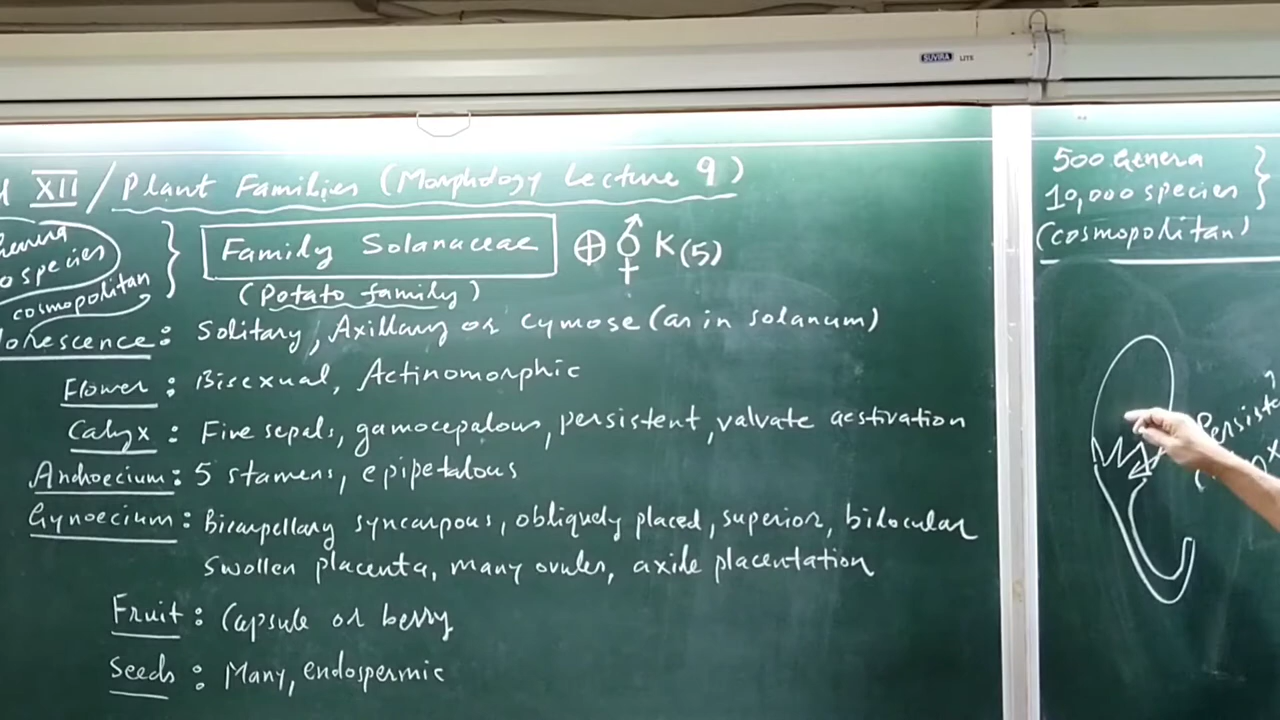 SUVIRA LITE
XII / Plant Families (Morphology Lecture 9)
species
cosmopolitan
Family Solanaceae ⊕ ⚥ K(5)
(Potato family)
: Solitary, Axillary or Cymose (as in solanum)
Flower : Bisexual, Actinomorphic
Calyx : Five sepals, gamocepalous, persistent, valvate aestivation
Androecium : 5 stamens, epipetalous
Gynoecium : Bicarpellary syncarpous, obliquely placed, superior, bilocular
swollen placenta, many ovules, axile placentation
Fruit : Capsule or berry
Seeds : Many, endospermic
500 Genera
10,000 species
(cosmopolitan)